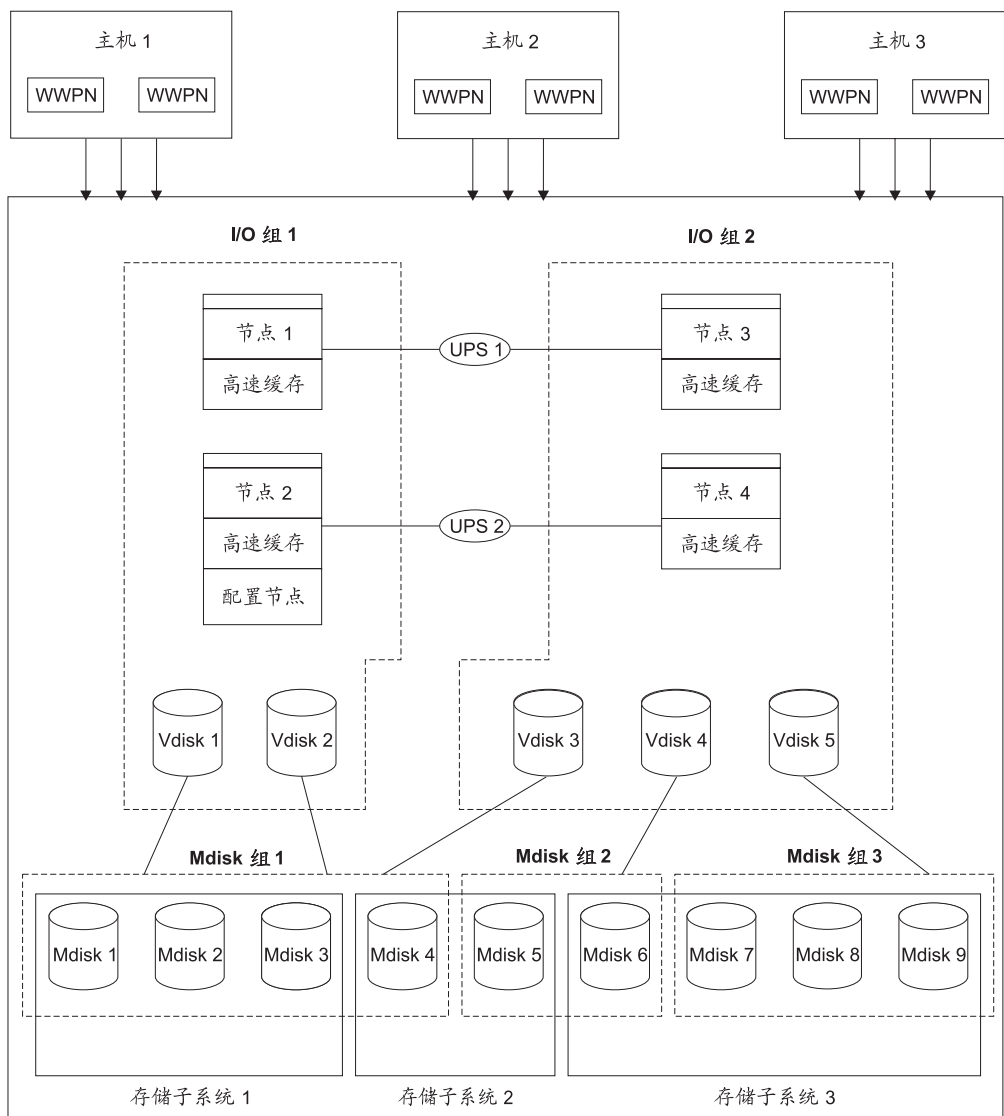 主机 1
WWPN WWPN
主机 2
WWPN WWPN
主机 3
WWPN WWPN
I/O 组 1
I/O 组 2
节点 1
高速缓存
UPS 1
节点 3
高速缓存
节点 2
高速缓存
配置节点
UPS 2
节点 4
高速缓存
Vdisk 1
Vdisk 2
Vdisk 3
Vdisk 4
Vdisk 5
Mdisk 组 1
Mdisk 组 2
Mdisk 组 3
Mdisk 1
Mdisk 2
Mdisk 3
Mdisk 4
Mdisk 5
Mdisk 6
Mdisk 7
Mdisk 8
Mdisk 9
存储子系统 1
存储子系统 2
存储子系统 3